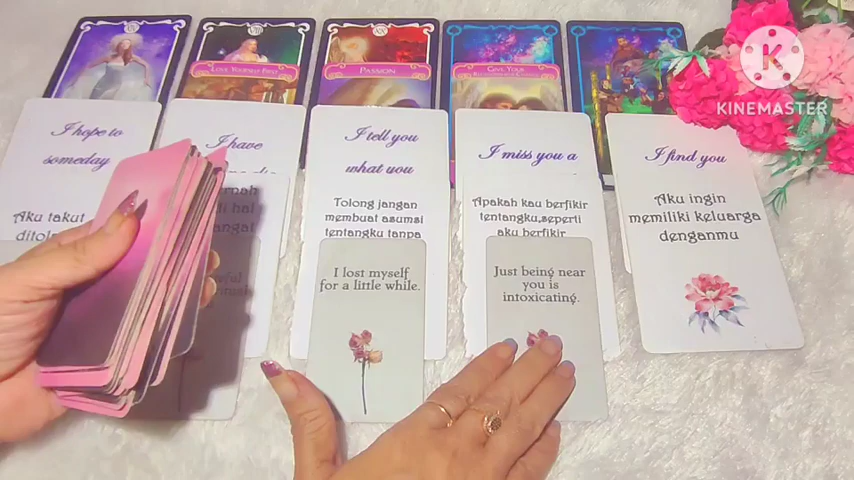 LOVE YOURSELF FIRST
PASSION
GIVE YOUR
K
KINEMASTER
I hope to
someday
Aku takut
I have
I tell you
what you
Tolong jangan
membuat asumsi
tentangku tanpa
I miss you a
Apakah kau berfikir
tentangku,seperti
aku berfikir
I find you
Aku ingin
memiliki keluarga
denganmu
I lost myself
for a little while.
Just being near
you is
intoxicating.